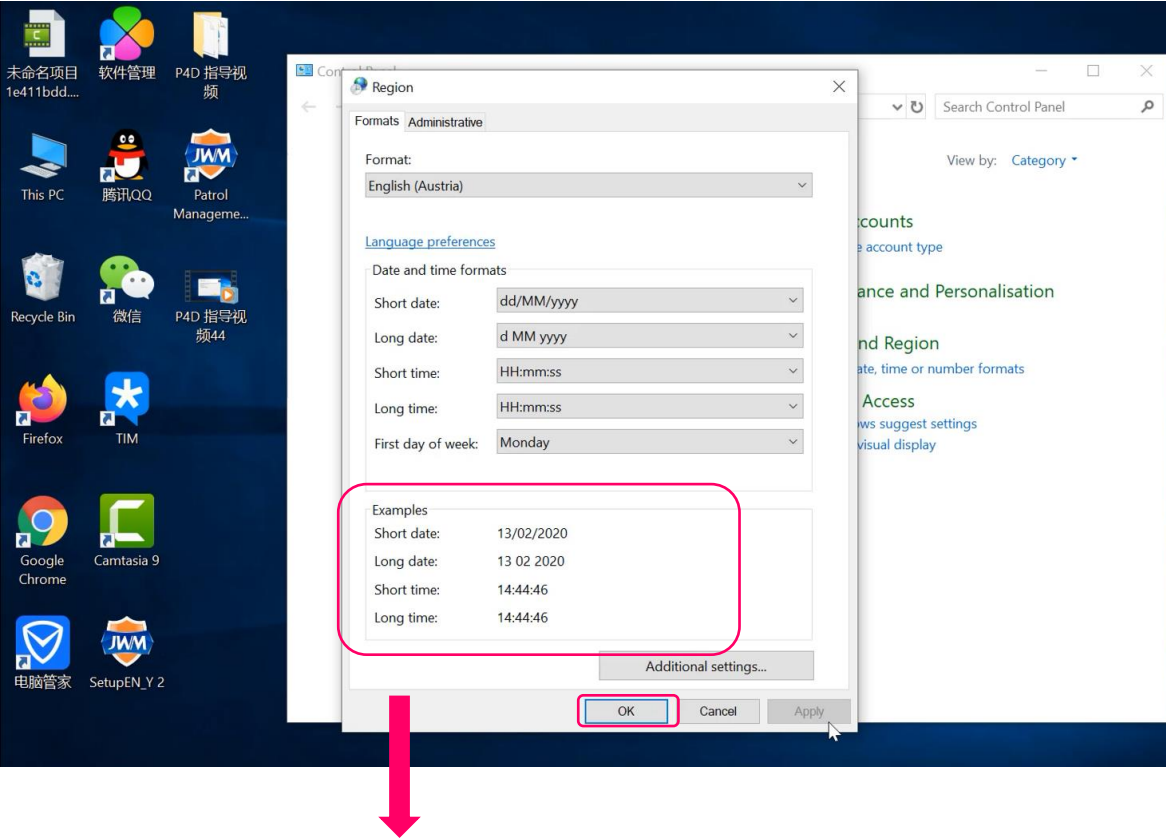 未命名项目
1e411bdd....
软件管理
P4D 指导视
频
This PC
腾讯QQ
JWM
Patrol
Manageme...
Recycle Bin
微信
P4D 指导视
频44
Firefox
TIM
Google
Chrome
Camtasia 9
电脑管家
JWM
SetupEN_Y 2
Region
Search Control Panel
View by: Category
Formats
Administrative
Format:
English (Austria)
Language preferences
Date and time formats
Short date: dd/MM/yyyy
Long date: d MM yyyy
Short time: HH:mm:ss
Long time: HH:mm:ss
First day of week: Monday
Examples
Short date: 13/02/2020
Long date: 13 02 2020
Short time: 14:44:46
Long time: 14:44:46
Additional settings...
OK
Cancel
Apply
account type
and Personalisation
Region
time or number formats
Access
suggest settings
visual display